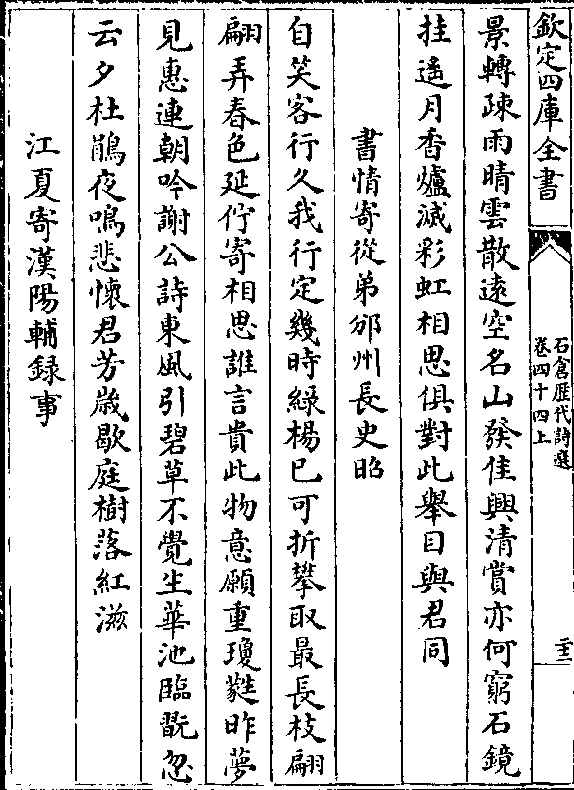 欽定四庫全書
石倉歴代詩選
卷四十四上
二十三
景轉疎雨晴雲散遠空名山發佳興清賞亦何窮石鏡
挂遙月香爐滅彩虹相思俱對此舉目與君同
書情寄從弟邠州長史昭
自笑客行久我行定幾時綠楊已可折攀取最長枝翩
翩弄春色延佇寄相思誰言貴此物意願重瓊蕤昨夢
見惠連朝吟謝公詩東風引碧草不覺生華池臨翫忽
云夕杜鵑夜鳴悲懷君芳歲歇庭樹落紅滋
江夏寄漢陽輔録事